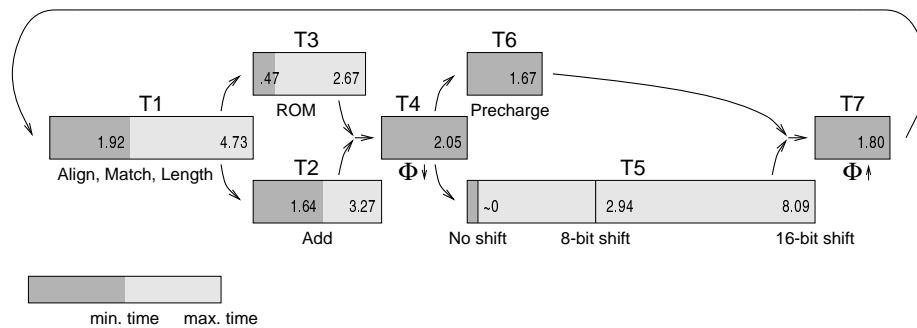 T3
T6
.47 2.67
1.67
T1
ROM
T4
Precharge
T7
1.92 4.73
2.05
1.80
Align, Match, Length
T2
Φ
T5
Φ
1.64 3.27
~0 2.94 8.09
Add
No shift 8-bit shift 16-bit shift
min. time max. time